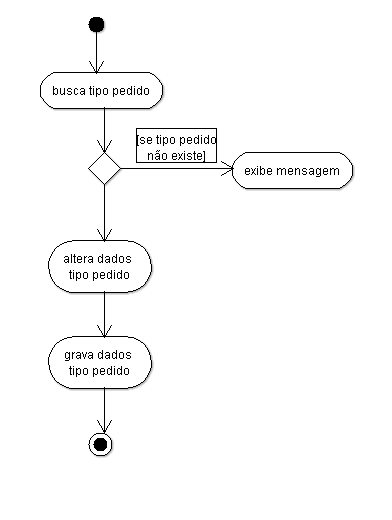 busca tipo pedido
[se tipo pedido
não existe]
exibe mensagem
altera dados
tipo pedido
grava dados
tipo pedido